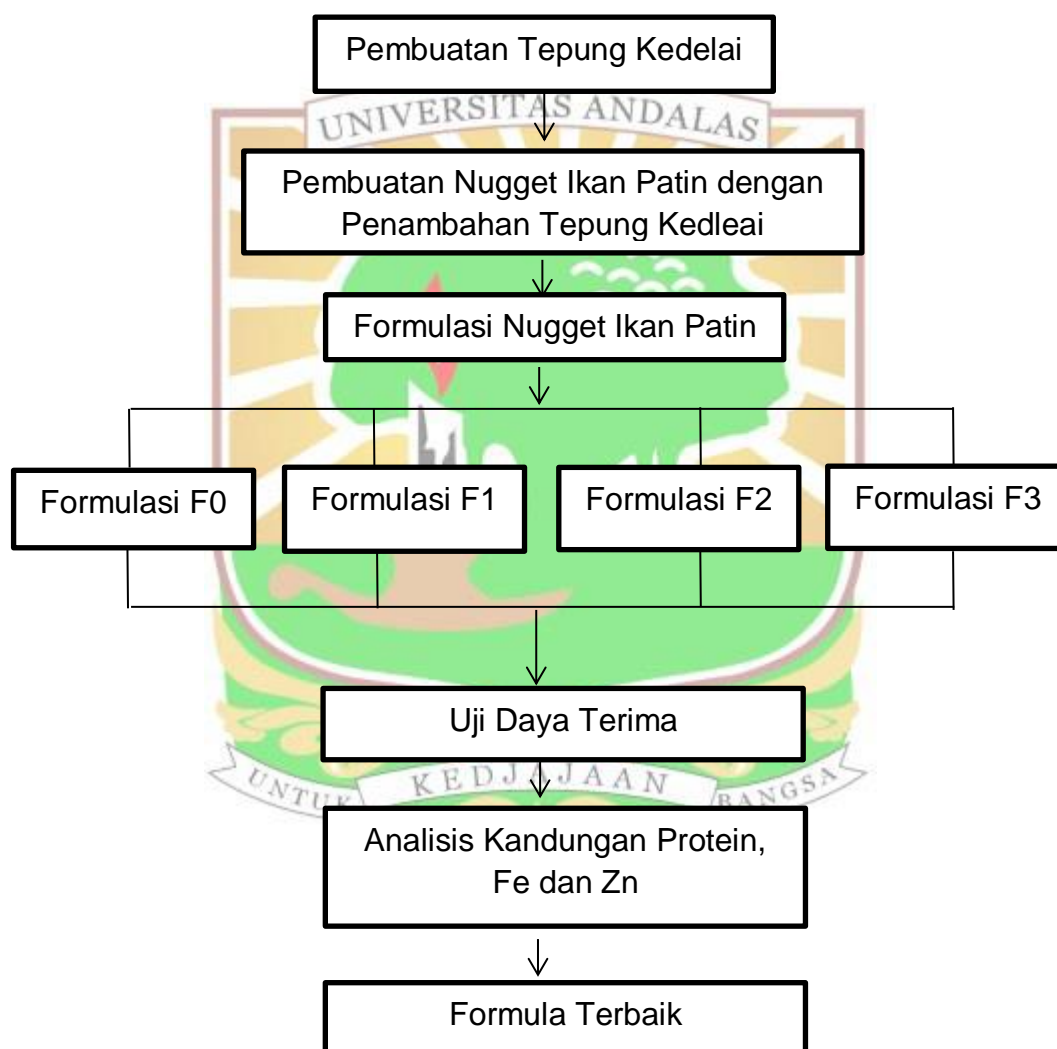 Pembuatan Tepung Kedelai
UNIVERSITAS ANDALAS
Pembuatan Nugget Ikan Patin dengan
Penambahan Tepung Kedleai
Formulasi Nugget Ikan Patin
Formulasi F0
Formulasi F1
Formulasi F2
Formulasi F3
Uji Daya Terima
UNTUK KEDJAJAAN BANGSA
Analisis Kandungan Protein,
Fe dan Zn
Formula Terbaik